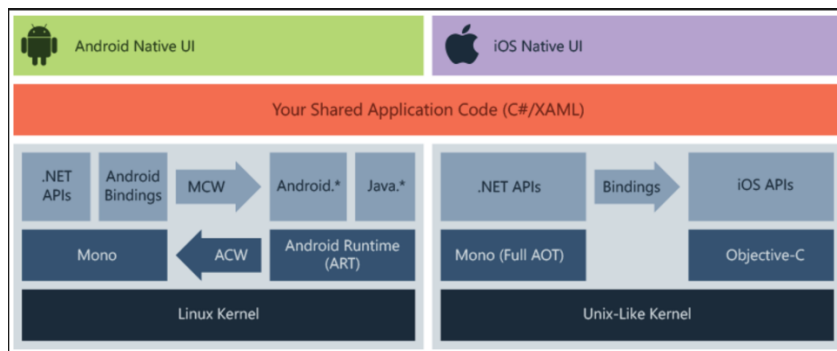 Android Native UI
iOS Native UI
Your Shared Application Code (C#/XAML)
.NET
APIs
Android
Bindings
MCW
Android.*
Java.*
.NET APIs
Bindings
iOS APIs
Mono
ACW
Android Runtime
(ART)
Mono (Full AOT)
Objective-C
Linux Kernel
Unix-Like Kernel